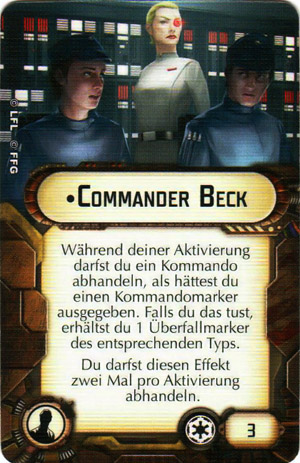 © LFL © FFG
•Commander Beck
Während deiner Aktivierung
darfst du ein Kommando
abhandeln, als hättest du
einen Kommandomarker
ausgegeben. Falls du das tust,
erhältst du 1 Überfallmarker
des entsprechenden Typs.
Du darfst diesen Effekt
zwei Mal pro Aktivierung
abhandeln.
3